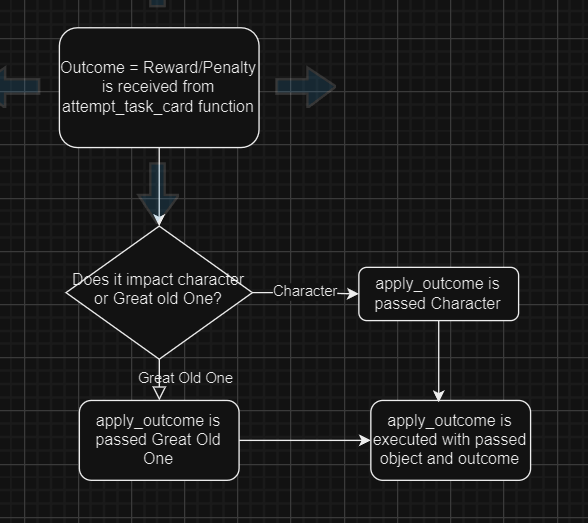 Outcome = Reward/Penalty
is received from
attempt_task_card function
Does it impact character
or Great old One?
Character
apply_outcome is
passed Character
Great Old One
apply_outcome is
passed Great Old
One
apply_outcome is
executed with passed
object and outcome